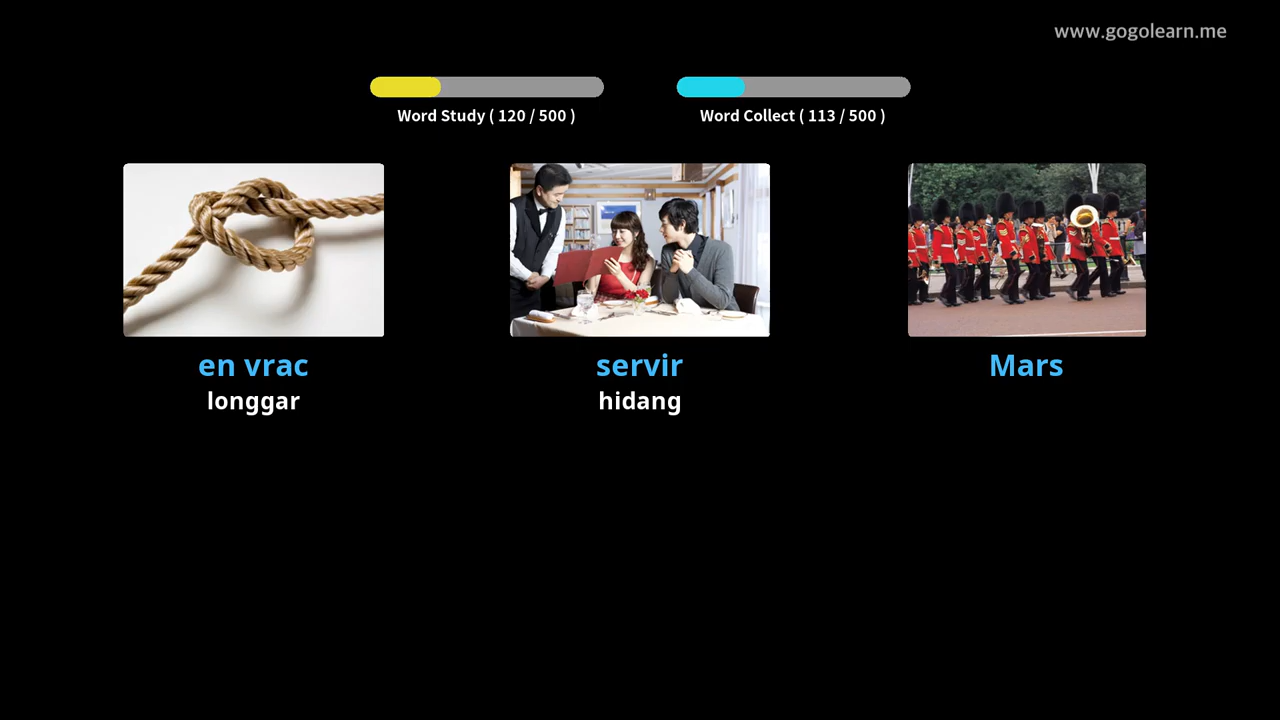 www.gogolearn.me
Word Study ( 120 / 500 )
Word Collect ( 113 / 500 )
en vrac
longgar
servir
hidang
Mars